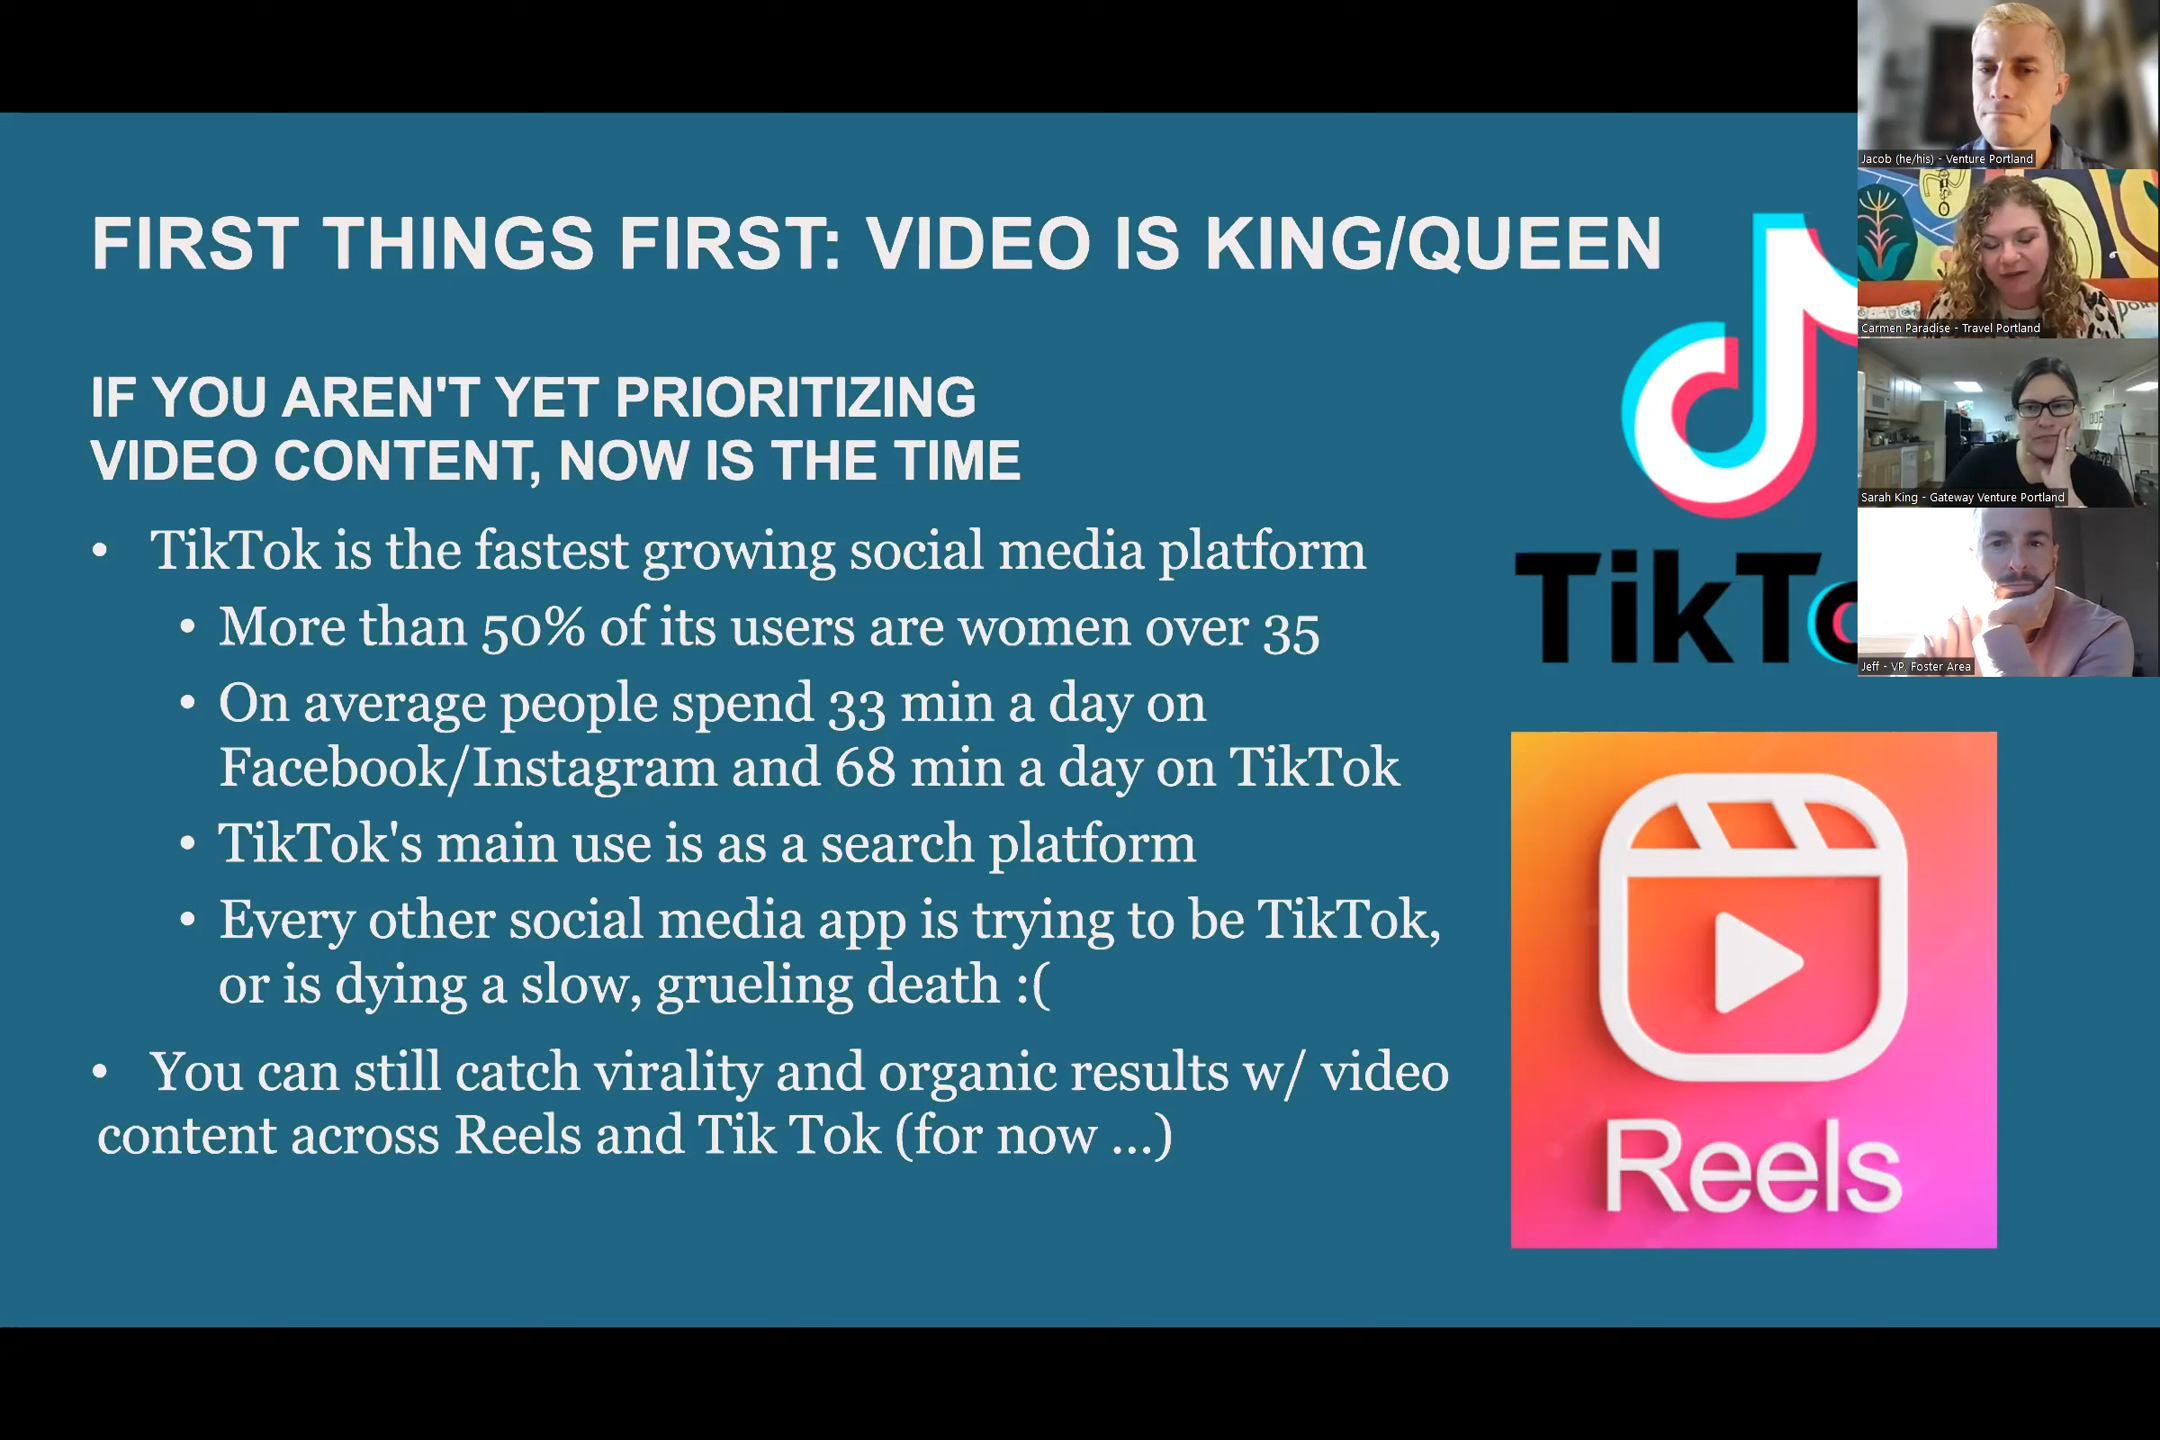 FIRST THINGS FIRST: VIDEO IS KING/QUEEN
IF YOU AREN'T YET PRIORITIZING
VIDEO CONTENT, NOW IS THE TIME
• TikTok is the fastest growing social media platform
• More than 50% of its users are women over 35
• On average people spend 33 min a day on
Facebook/Instagram and 68 min a day on TikTok
• TikTok's main use is as a search platform
• Every other social media app is trying to be TikTok,
or is dying a slow, grueling death :(
• You can still catch virality and organic results w/ video
content across Reels and Tik Tok (for now ...)
TikTo
Reels
Jacob (he/his) - Venture Portland
Carmen Paradise - Travel Portland
Sarah King - Gateway Venture Portland
Jeff - VP, Foster Area